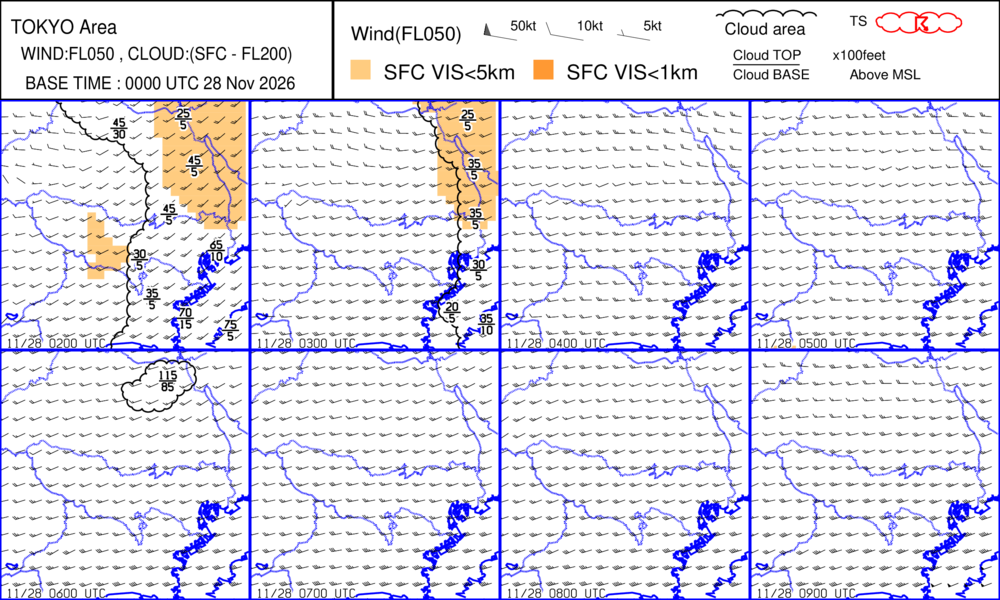 TOKYO Area
WIND:FL050 , CLOUD:(SFC - FL200)
BASE TIME : 0000 UTC 28 Nov 2026
Wind(FL050)
50kt
10kt
5kt
Cloud area
TS
SFC VIS<5km
SFC VIS<1km
Cloud TOP
Cloud BASE
x100feet
Above MSL
45
30
25
5
45
5
45
5
65
10
30
5
35
5
70
15
75
5
11/28 0200 UTC
25
5
35
5
35
5
30
5
20
5
10
11/28 0300 UTC
11/28 0400 UTC
11/28 0500 UTC
115
85
11/28 0600 UTC
11/28 0700 UTC
11/28 0800 UTC
11/28 0900 UTC